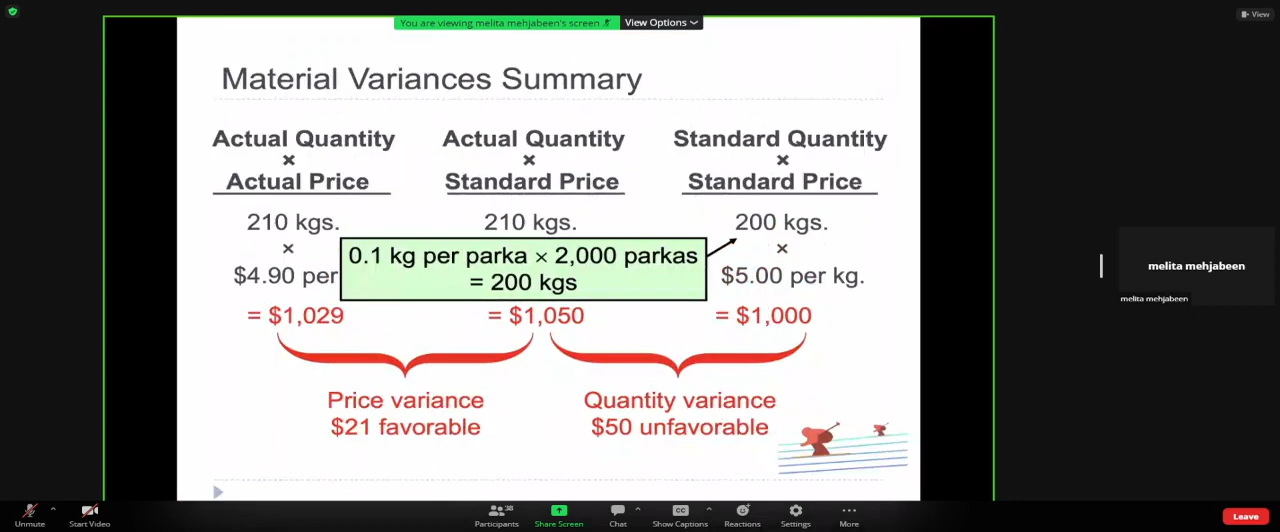 You are viewing melita mehjabeen's screen
View Options
View
Material Variances Summary
Actual Quantity
×
Actual Price
Actual Quantity
×
Standard Price
Standard Quantity
×
Standard Price
210 kgs.
×
$4.90 per
= $1,029
210 kgs.
= $1,050
200 kgs.
×
$5.00 per kg.
= $1,000
0.1 kg per parka × 2,000 parkas
= 200 kgs
Price variance
$21 favorable
Quantity variance
$50 unfavorable
melita mehjabeen
melita mehjabeen
Unmute
Start Video
38
Participants
Share Screen
Chat
CC
Show Captions
Reactions
Settings
More
Leave